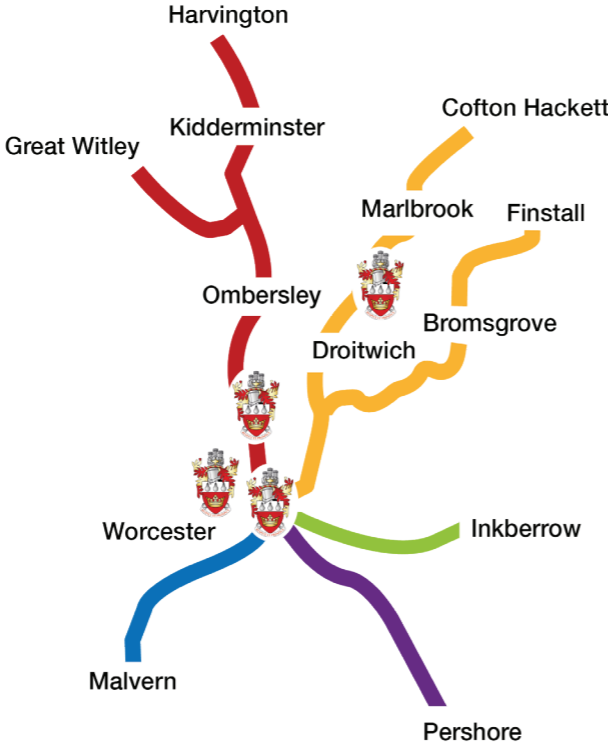 Harvington
Cofton Hackett
Kidderminster
Great Witley
Marlbrook
Finstall
Ombersley
Bromsgrove
Droitwich
Worcester
Inkberrow
Malvern
Pershore